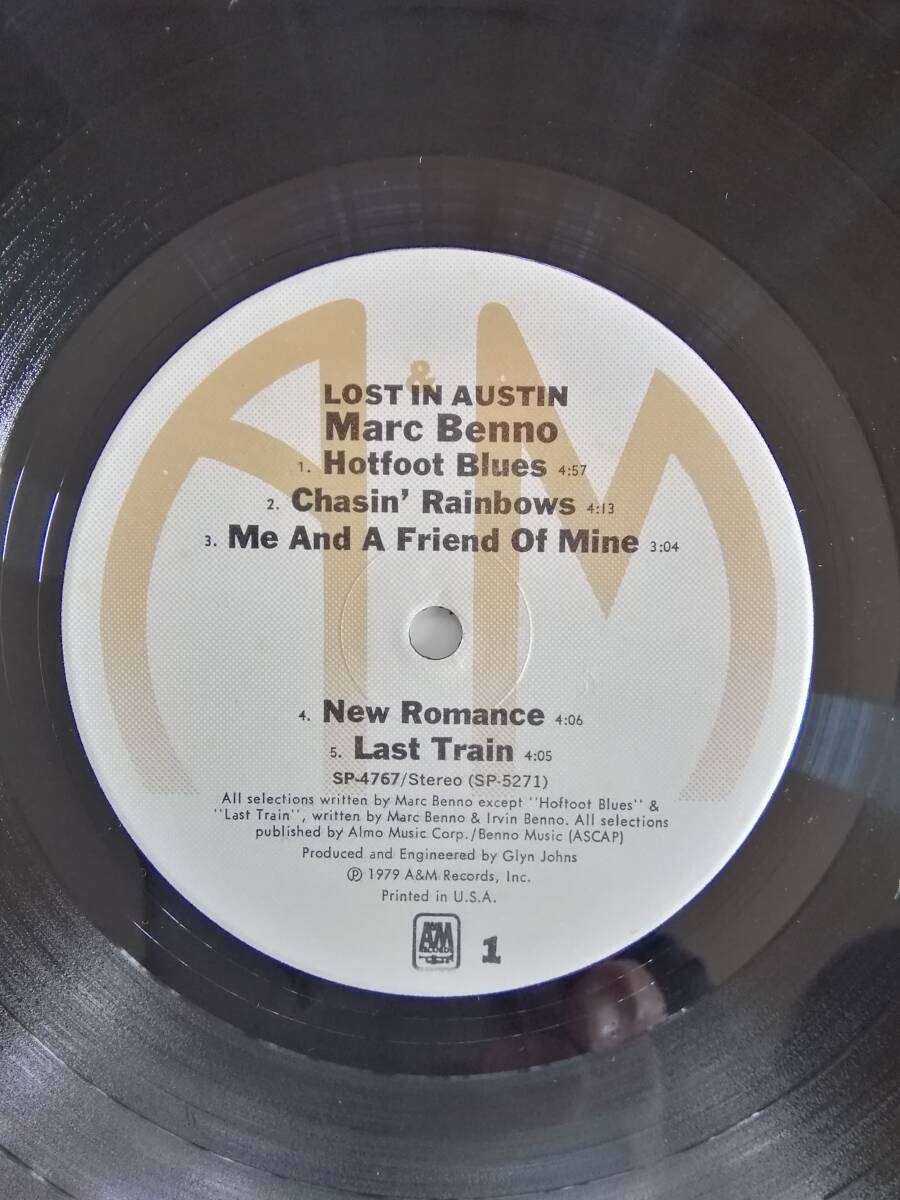 A&M
LOST IN AUSTIN
Marc Benno
1. Hotfoot Blues 4:57
2. Chasin' Rainbows 4:13
3. Me And A Friend Of Mine 3:04
4. New Romance 4:06
5. Last Train 4:05
SP-4767/Stereo (SP-5271)
All selections written by Marc Benno except "Hoftoot Blues" &
"Last Train", written by Marc Benno & Irvin Benno. All selections
published by Almo Music Corp./Benno Music (ASCAP)
Produced and Engineered by Glyn Johns
℗ 1979 A&M Records, Inc.
Printed in U.S.A.
A&M RECORDS 1